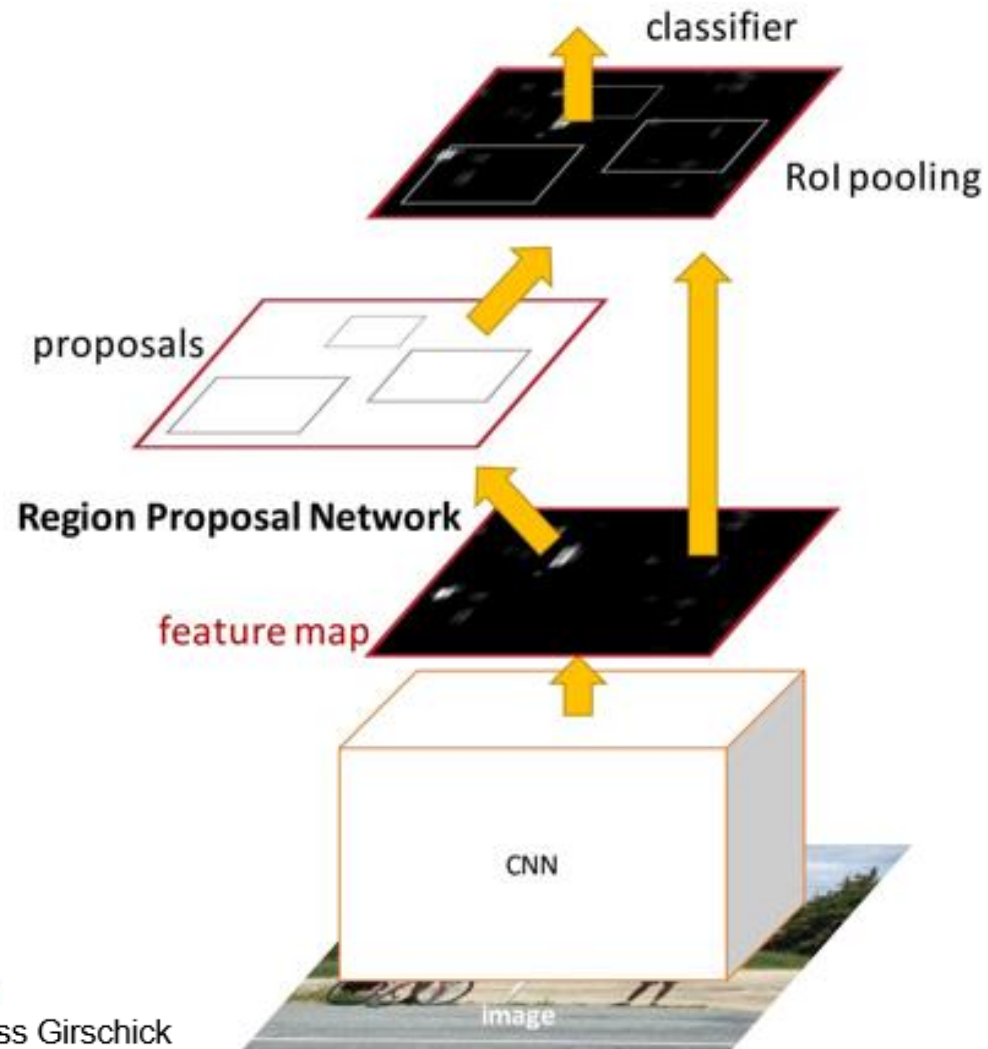 classifier
RoI pooling
proposals
Region Proposal Network
feature map
CNN
image
ss Girschick